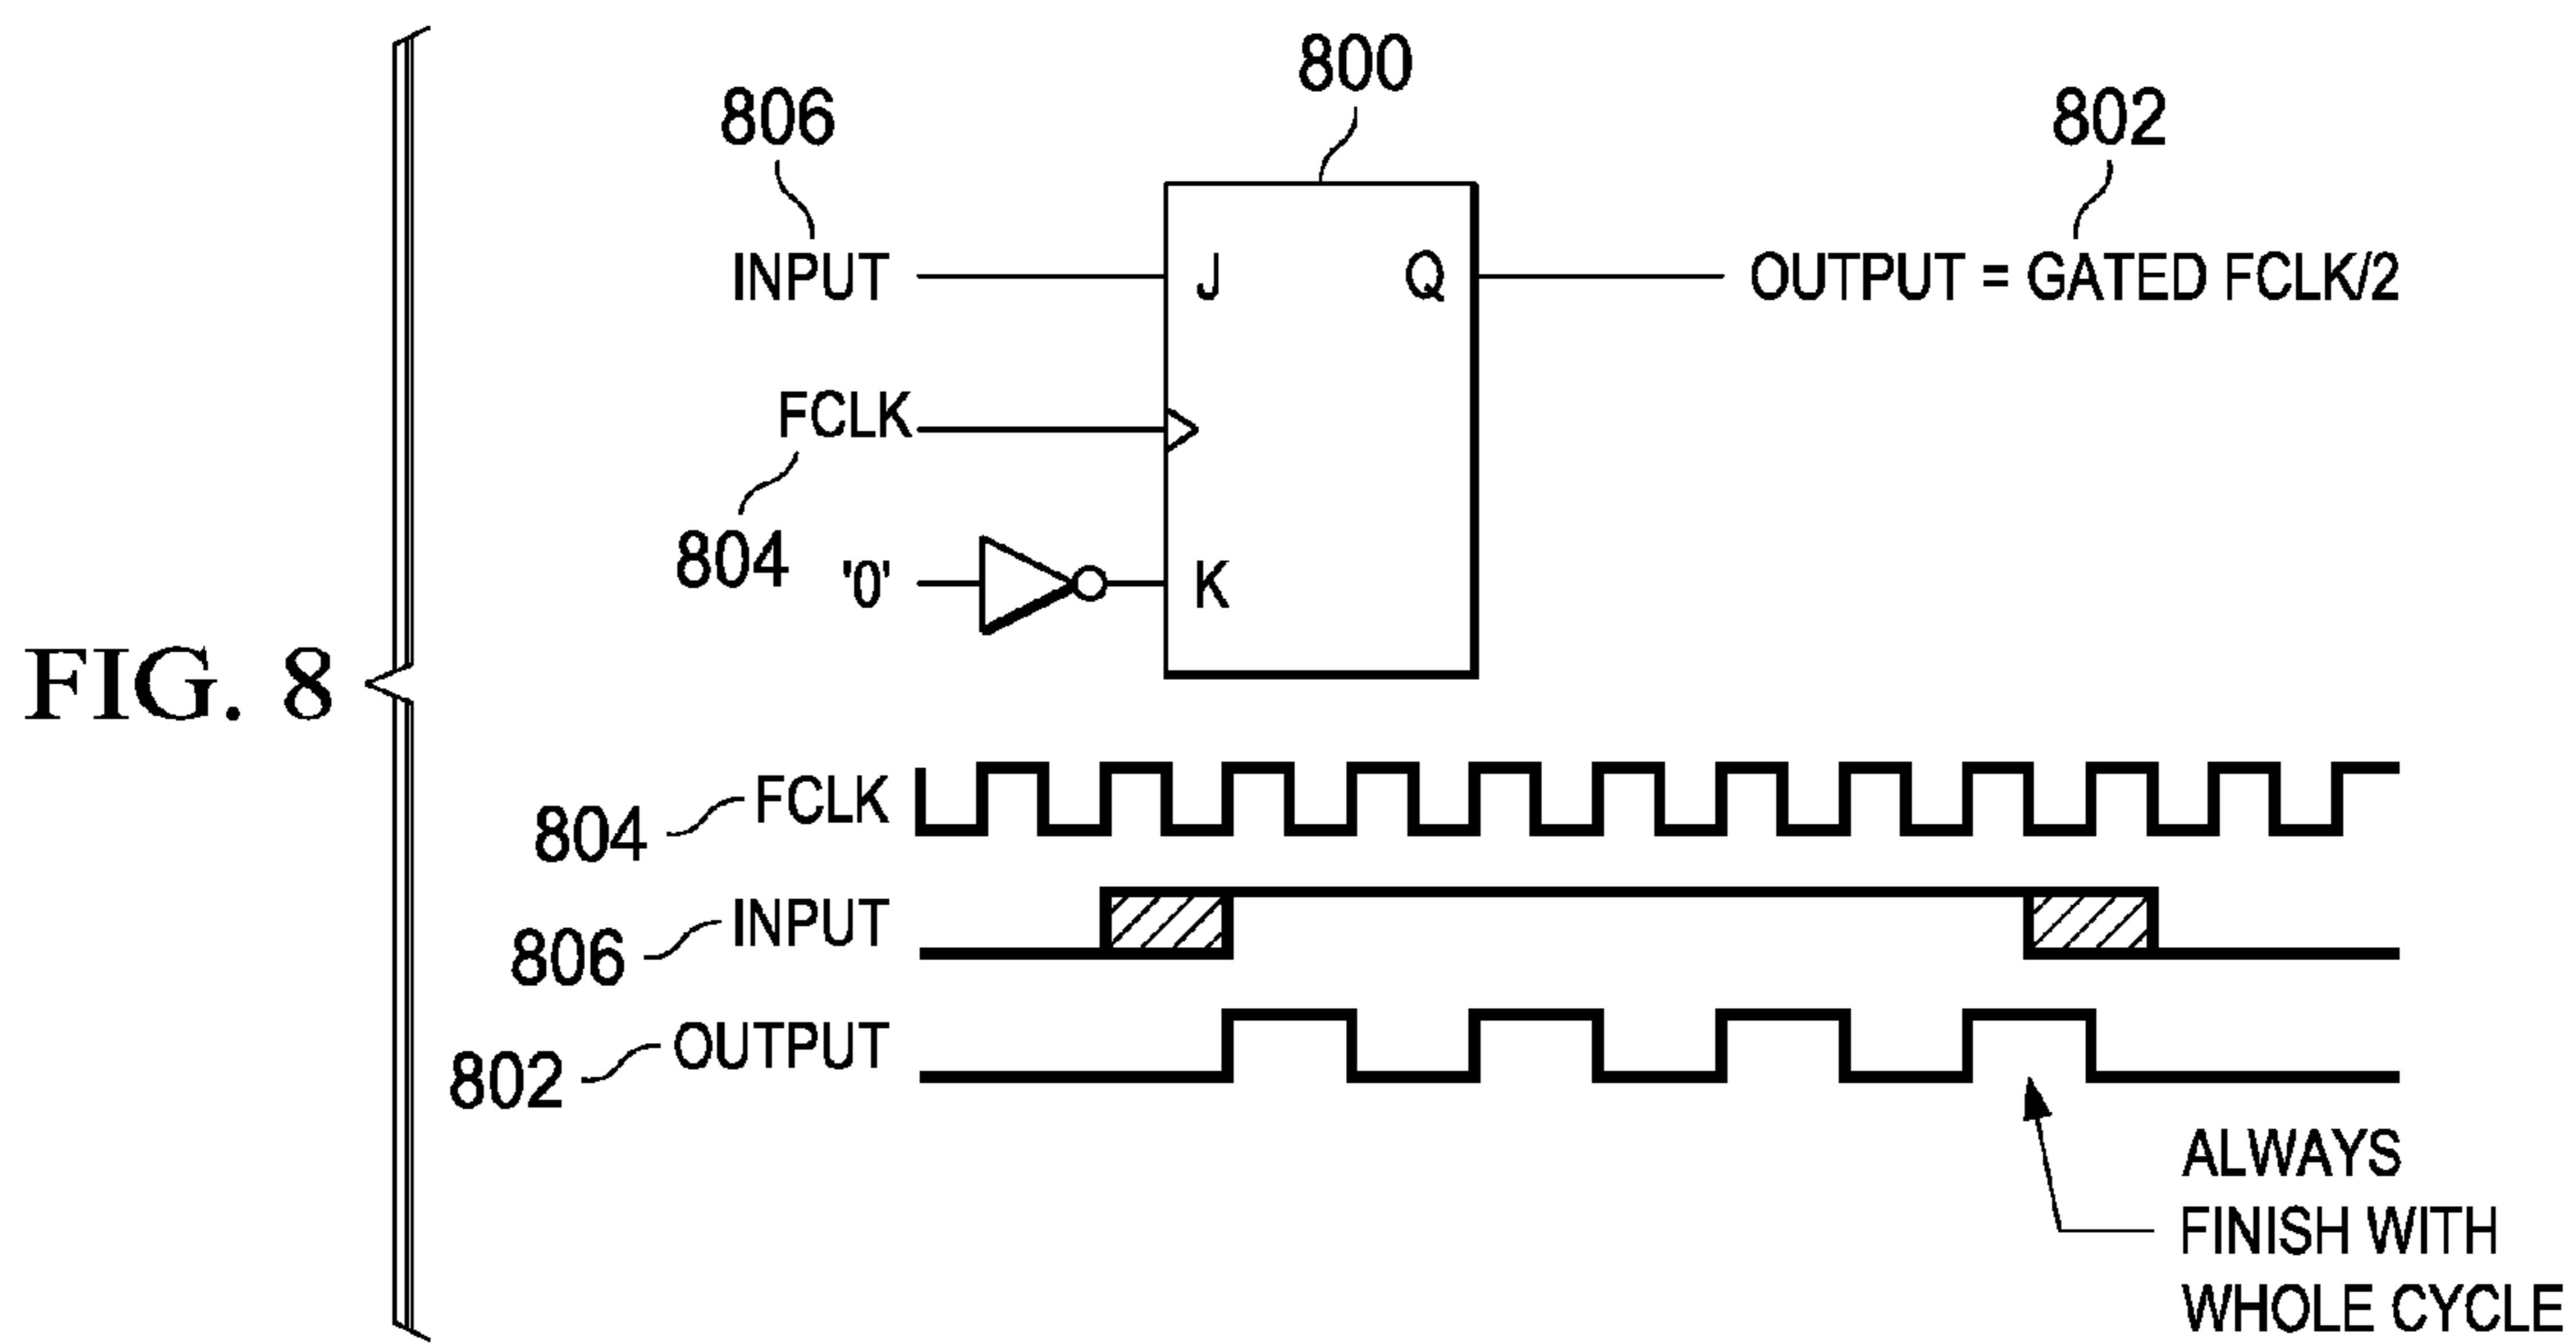 FIG. 8
800
806
802
INPUT
J
Q
OUTPUT = GATED FCLK/2
FCLK
804
'0'
K
FCLK
804
INPUT
806
OUTPUT
802
ALWAYS
FINISH WITH
WHOLE CYCLE